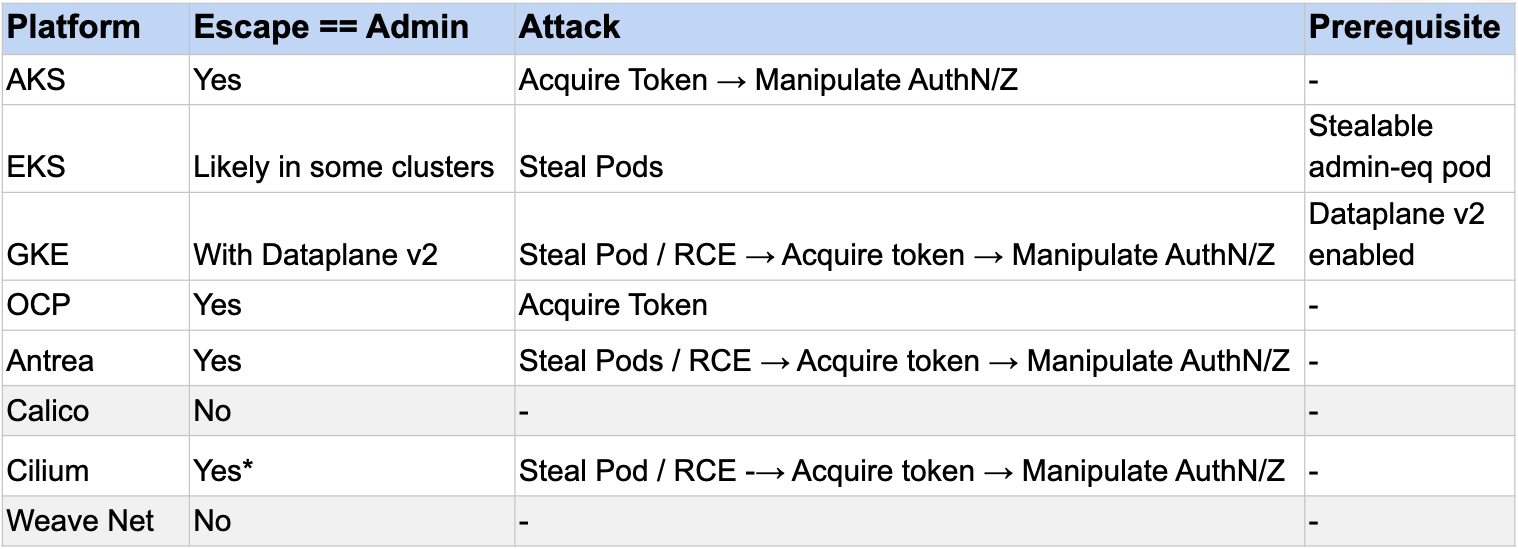 Platform Escape == Admin Attack Prerequisite
AKS Yes Acquire Token → Manipulate AuthN/Z -
Stealable
EKS Likely in some clusters Steal Pods admin-eq pod
Dataplane v2
GKE With Dataplane v2 Steal Pod / RCE → Acquire token → Manipulate AuthN/Z enabled
OCP Yes Acquire Token -
Antrea Yes Steal Pods / RCE → Acquire token → Manipulate AuthN/Z -
Calico No - -
Cilium Yes* Steal Pod / RCE -→ Acquire token → Manipulate AuthN/Z -
Weave Net No - -